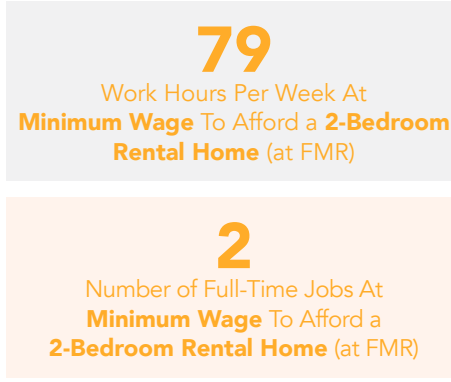 79
Work Hours Per Week At
Minimum Wage To Afford a 2-Bedroom
Rental Home (at FMR)
2
Number of Full-Time Jobs At
Minimum Wage To Afford a
2-Bedroom Rental Home (at FMR)